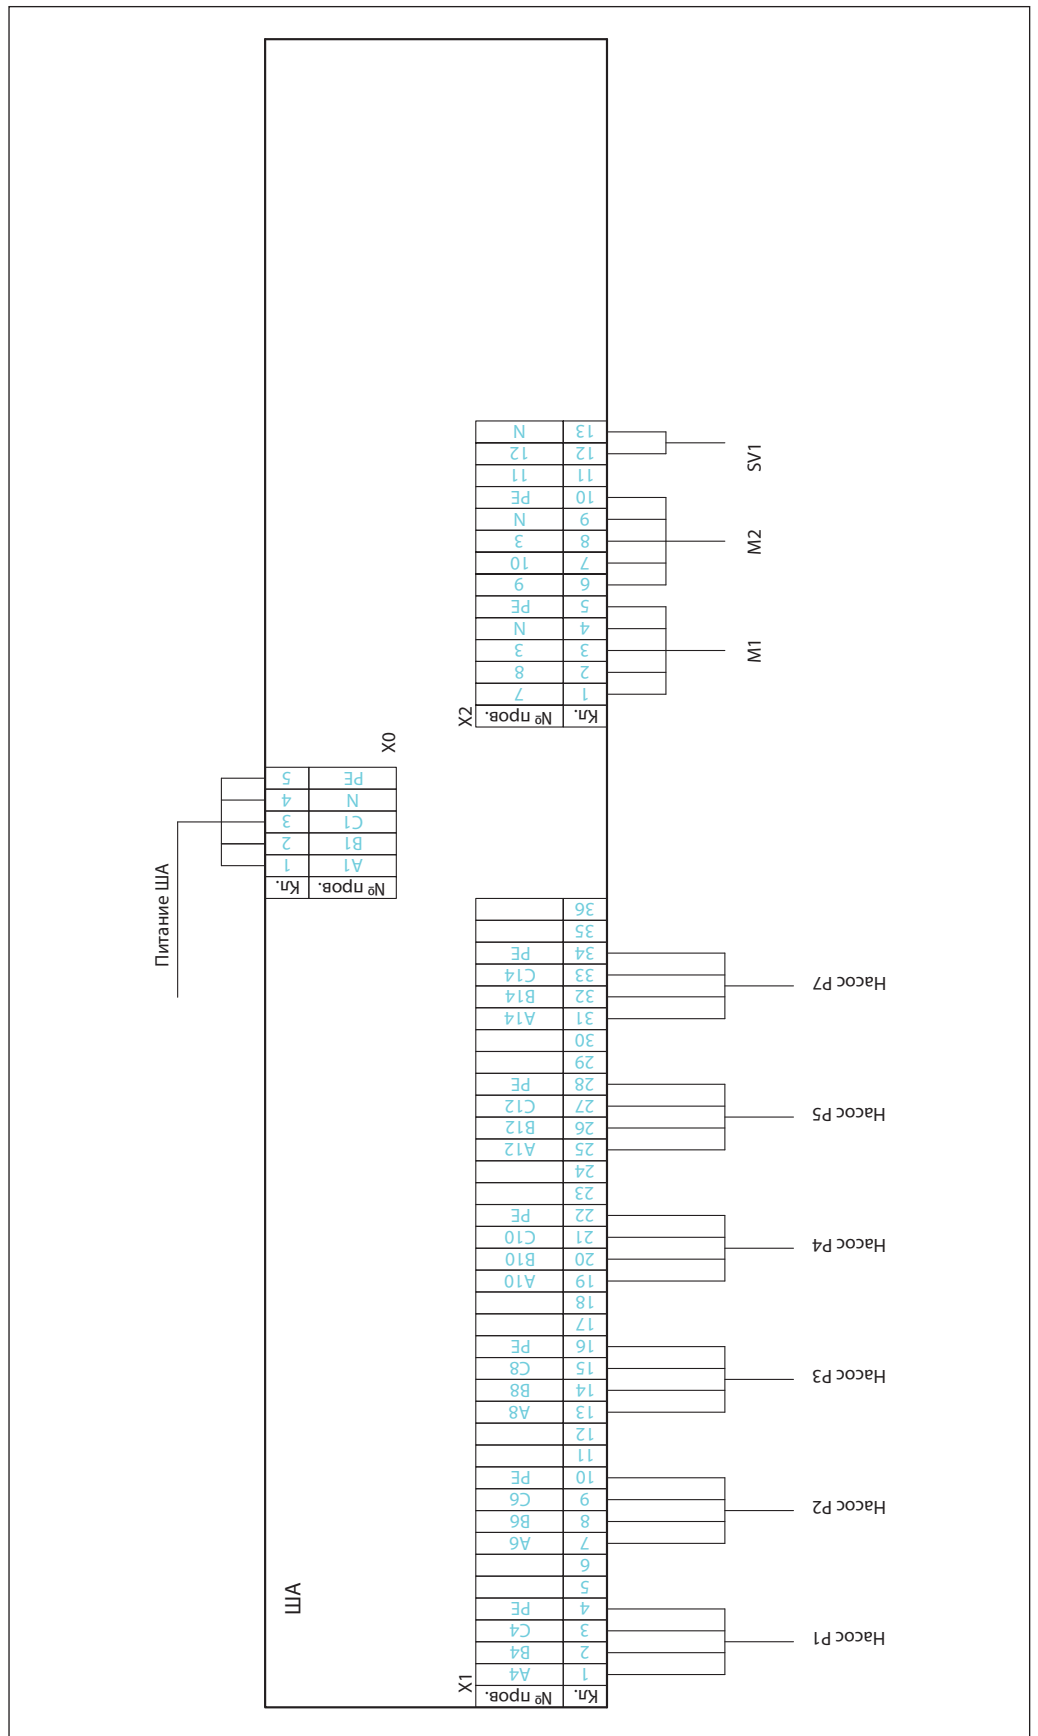 ША
X1
Кл. № пров.
1 A4
2 B4
3 C4
4 PE
5
6
7 A6
8 B6
9 C6
10 PE
11
12
13 A8
14 B8
15 C8
16 PE
17
18
19 A10
20 B10
21 C10
22 PE
23
24
25 A12
26 B12
27 C12
28 PE
29
30
31 A14
32 B14
33 C14
34 PE
35
36
Насос P1
Насос P2
Насос P3
Насос P4
Насос P5
Насос P7
Питание ША
X0
Кл. № пров.
1 A1
2 B1
3 C1
4 N
5 PE
X2
Кл. № пров.
1 7
2 8
3 3
4 N
5 PE
6 9
7 10
8 3
9 N
10 PE
11 11
12 12
13 N
M1
M2
SV1